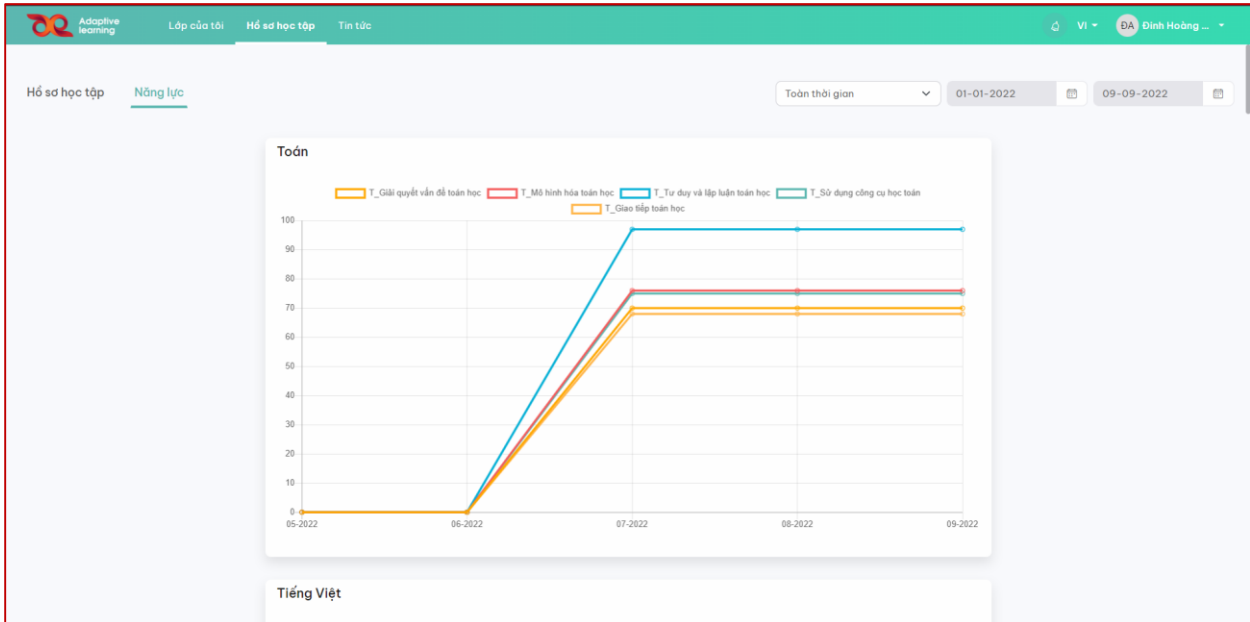 Adaptive learning
Lớp của tôi Hồ sơ học tập Tin tức VI ĐA Đinh Hoàng ...
Hồ sơ học tập Năng lực Toàn thời gian 01-01-2022 09-09-2022
Toán
T_Giải quyết vấn đề toán học T_Mô hình hóa toán học T_Tư duy và lập luận toán học T_Sử dụng công cụ học toán
T_Giao tiếp toán học
100
90
80
70
60
50
40
30
20
10
0
05-2022 06-2022 07-2022 08-2022 09-2022
Tiếng Việt